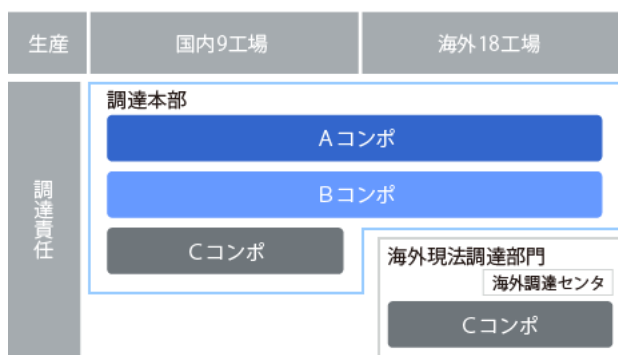 生産
国内9工場
海外18工場
調達責任
調達本部
Aコンポ
Bコンポ
Cコンポ
海外現法調達部門
海外調達センタ
Cコンポ